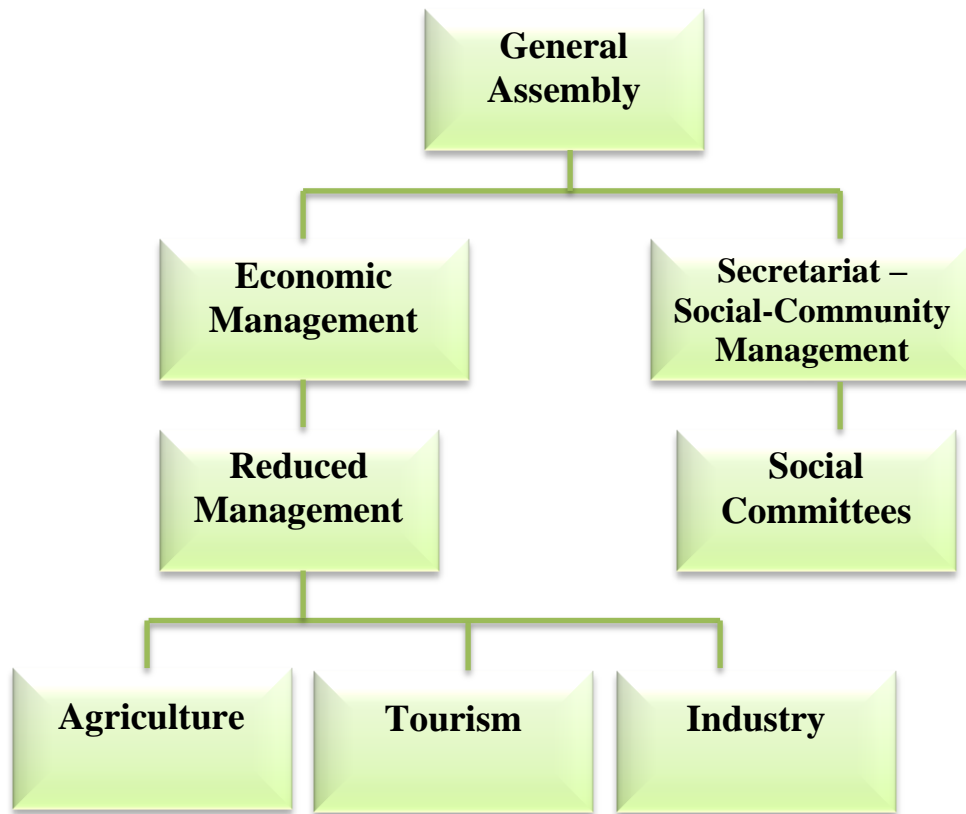 General
Assembly
Economic
Management
Secretariat –
Social-Community
Management
Reduced
Management
Social
Committees
Agriculture
Tourism
Industry